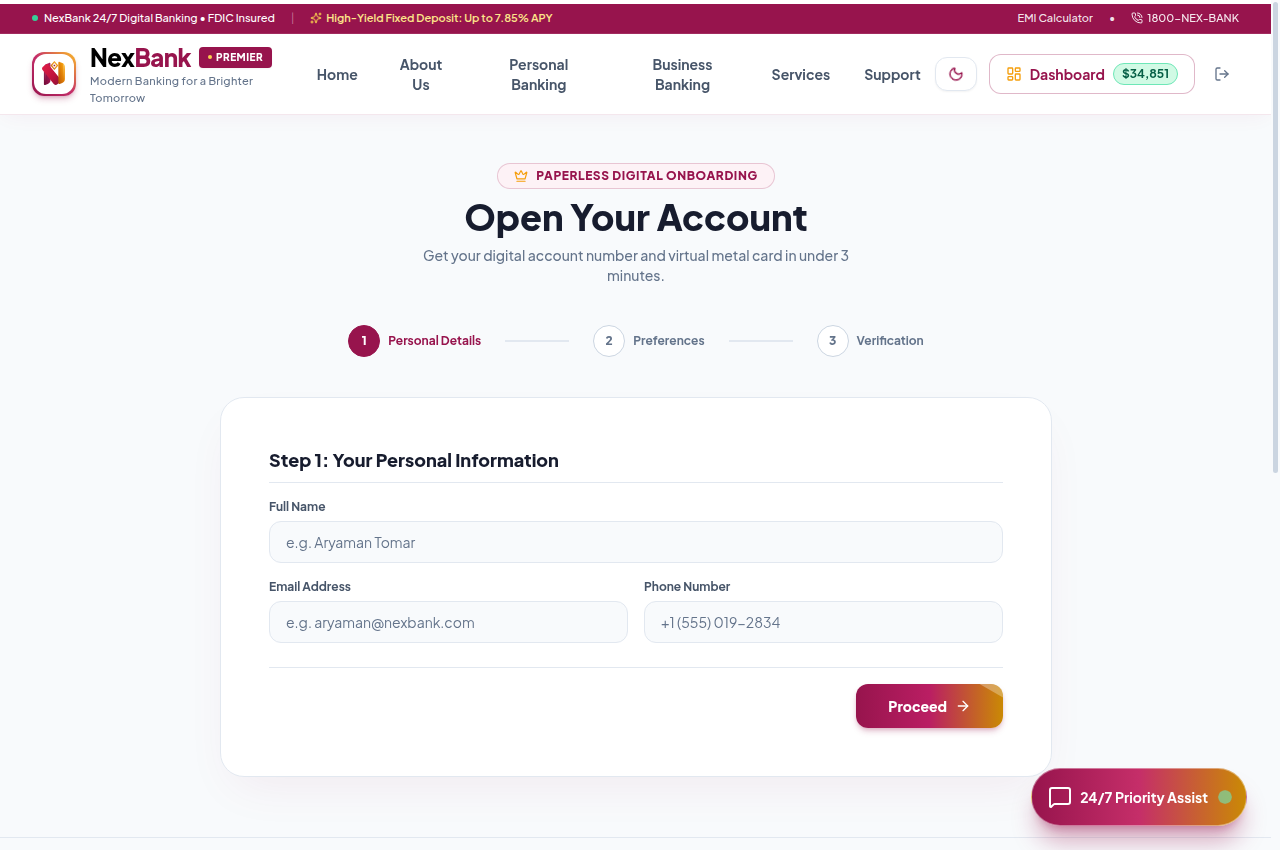 NexBank 24/7 Digital Banking • FDIC Insured | High-Yield Fixed Deposit: Up to 7.85% APY EMI Calculator • 1800-NEX-BANK
NexBank • PREMIER
Modern Banking for a Brighter
Tomorrow
Home
About
Us
Personal
Banking
Business
Banking
Services
Support
Dashboard $34,851
PAPERLESS DIGITAL ONBOARDING
Open Your Account
Get your digital account number and virtual metal card in under 3
minutes.
1 Personal Details 2 Preferences 3 Verification
Step 1: Your Personal Information
Full Name
e.g. Aryaman Tomar
Email Address Phone Number
e.g. aryaman@nexbank.com +1 (555) 019-2834
Proceed →
24/7 Priority Assist